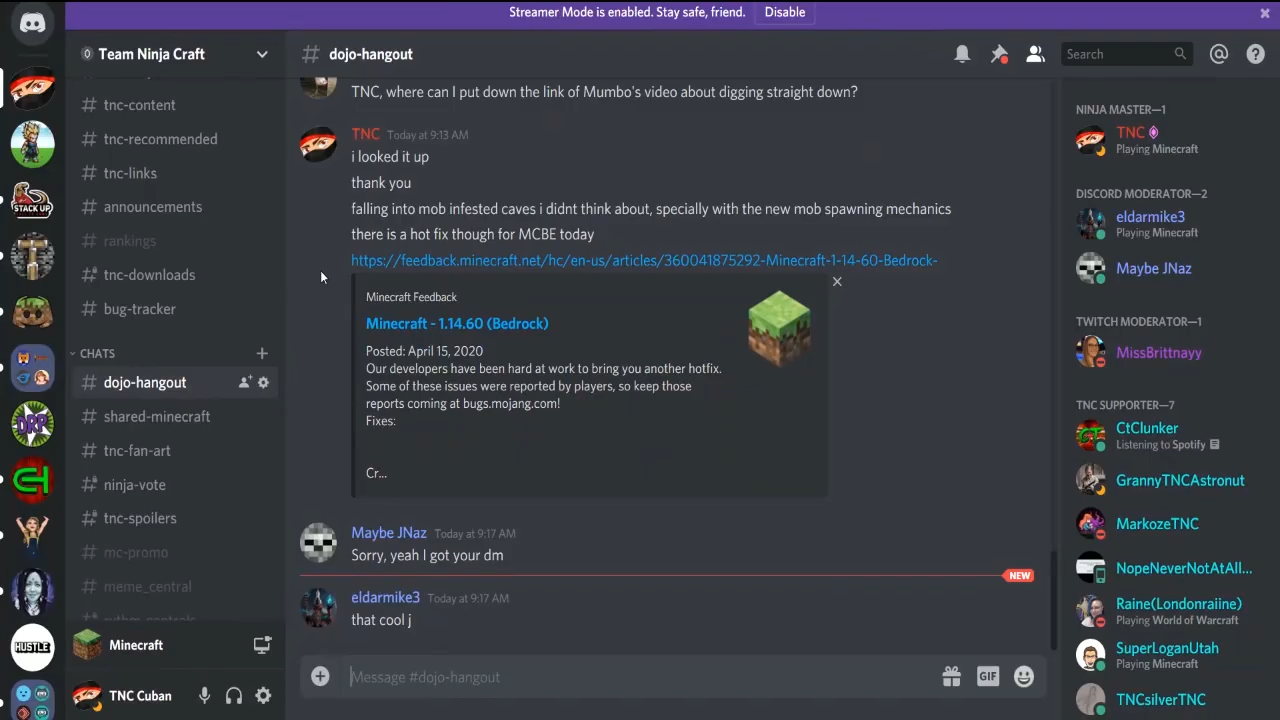 Streamer Mode is enabled. Stay safe, friend. Disable
Team Ninja Craft
tnc-content
tnc-recommended
tnc-links
announcements
rankings
tnc-downloads
bug-tracker
CHATS
dojo-hangout
shared-minecraft
tnc-fan-art
ninja-vote
tnc-spoilers
mc-promo
meme_central
Minecraft
TNC Cuban
STACK UP
DRP
HUSTLE
# dojo-hangout
Search
TNC, where can I put down the link of Mumbo's video about digging straight down?
TNC Today at 9:13 AM
i looked it up
thank you
falling into mob infested caves i didnt think about, specially with the new mob spawning mechanics
there is a hot fix though for MCBE today
https://feedback.minecraft.net/hc/en-us/articles/360041875292-Minecraft-1-14-60-Bedrock-
Minecraft Feedback
Minecraft - 1.14.60 (Bedrock)
Posted: April 15, 2020
Our developers have been hard at work to bring you another hotfix.
Some of these issues were reported by players, so keep those
reports coming at bugs.mojang.com!
Fixes:
Cr...
Maybe JNaz Today at 9:17 AM
Sorry, yeah I got your dm
NEW
eldarmike3 Today at 9:17 AM
that cool j
Message #dojo-hangout
GIF
NINJA MASTER—1
TNC
Playing Minecraft
DISCORD MODERATOR—2
eldarmike3
Playing Minecraft
Maybe JNaz
TWITCH MODERATOR—1
MissBrittnayy
TNC SUPPORTER—7
CtClunker
Listening to Spotify
GrannyTNCAstronut
MarkozeTNC
NopeNeverNotAtAll...
Raine(Londonraiine)
Playing World of Warcraft
SuperLoganUtah
Playing Minecraft
TNCsilverTNC